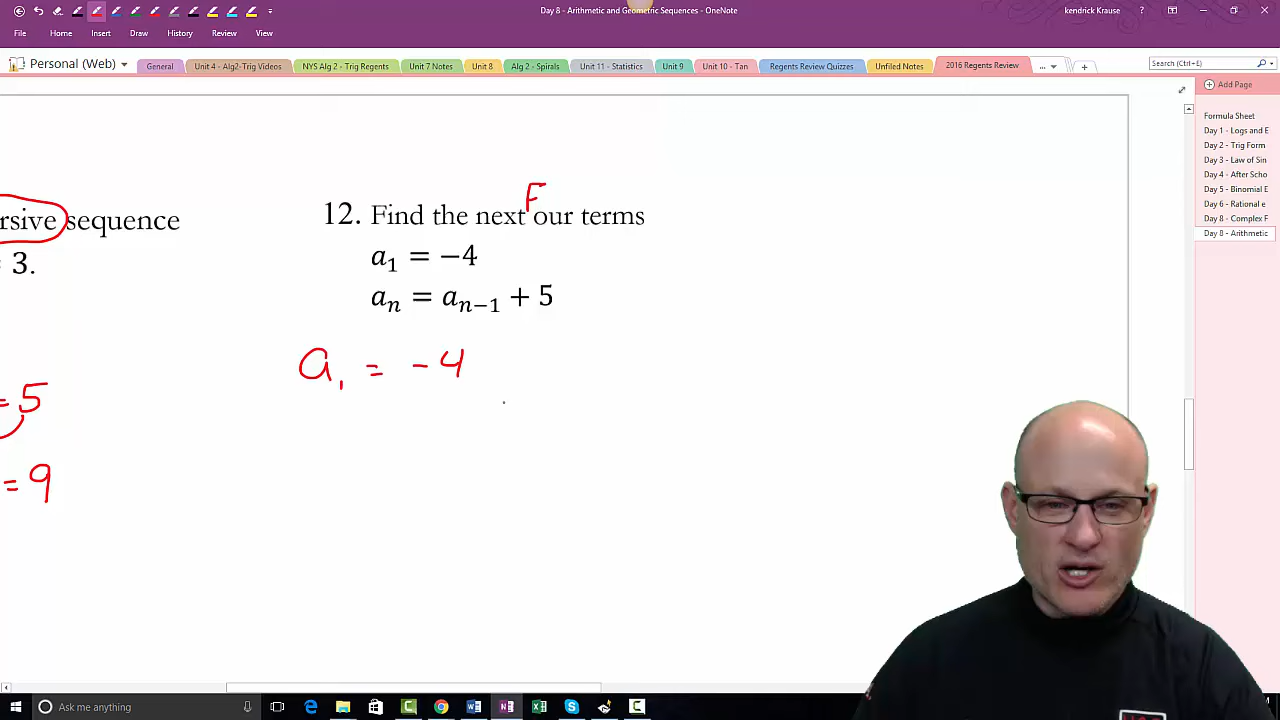 Day 8 - Arithmetic and Geometric Sequences - OneNote
kendrick Krause
File Home Insert Draw History Review View
Personal (Web) General Unit 4 - Alg2-Trig Videos NYS Alg 2 - Trig Regents Unit 7 Notes Unit 8 Alg 2 - Spirals Unit 11 - Statistics Unit 9 Unit 10 - Tan Regents Review Quizzes Unfiled Notes 2016 Regents Review ... Search (Ctrl+E)
Add Page
Formula Sheet
Day 1 - Logs and E
Day 2 - Trig Form
Day 3 - Law of Sin
Day 4 - After Scho
Day 5 - Binomial E
Day 6 - Rational e
Day 8 - Complex F
Day 8 - Arithmetic
rsive sequence
= 3.
= 5
= 9
F
12. Find the next our terms
a₁ = −4
aₙ = aₙ₋₁ + 5
a₁ = -4
Ask me anything